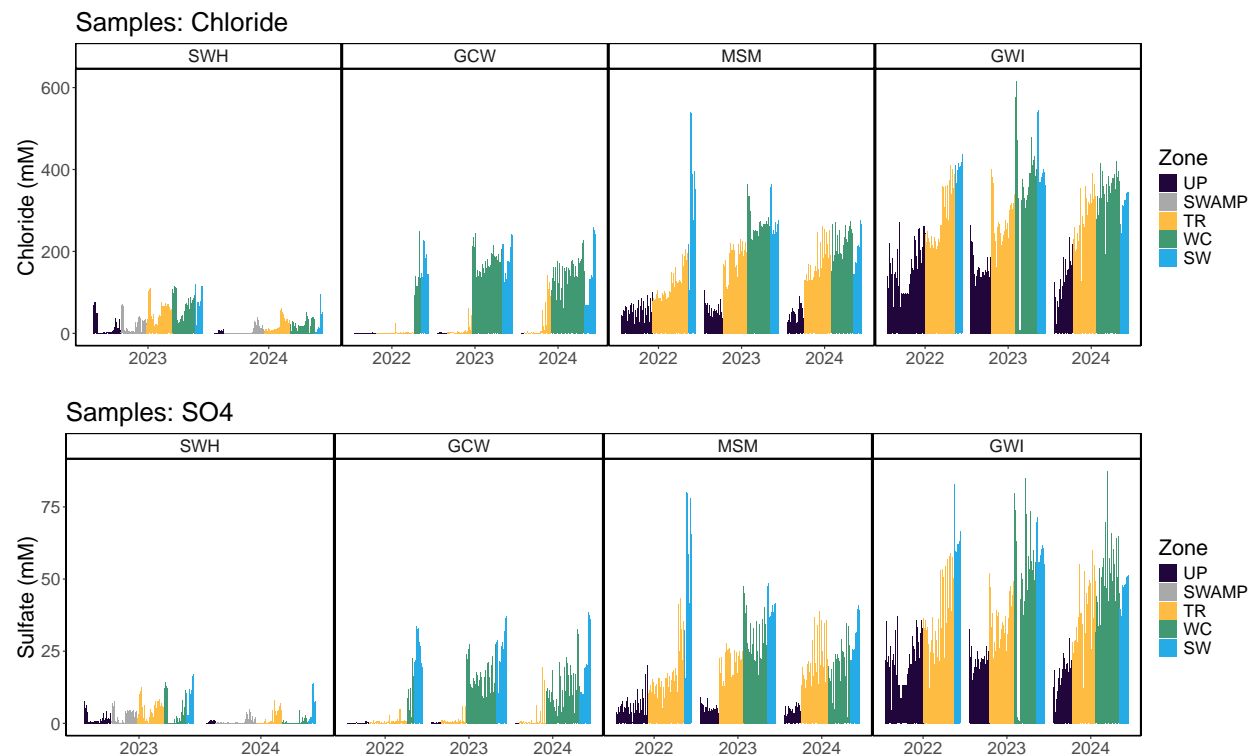 Samples: Chloride
SWH GCW MSM GWI
600
400
200
0
Chloride (mM)
2023 2024 2022 2023 2024 2022 2023 2024 2022 2023 2024
Zone
UP
SWAMP
TR
WC
SW
Samples: SO4
SWH GCW MSM GWI
75
50
25
0
Sulfate (mM)
2023 2024 2022 2023 2024 2022 2023 2024 2022 2023 2024
Zone
UP
SWAMP
TR
WC
SW